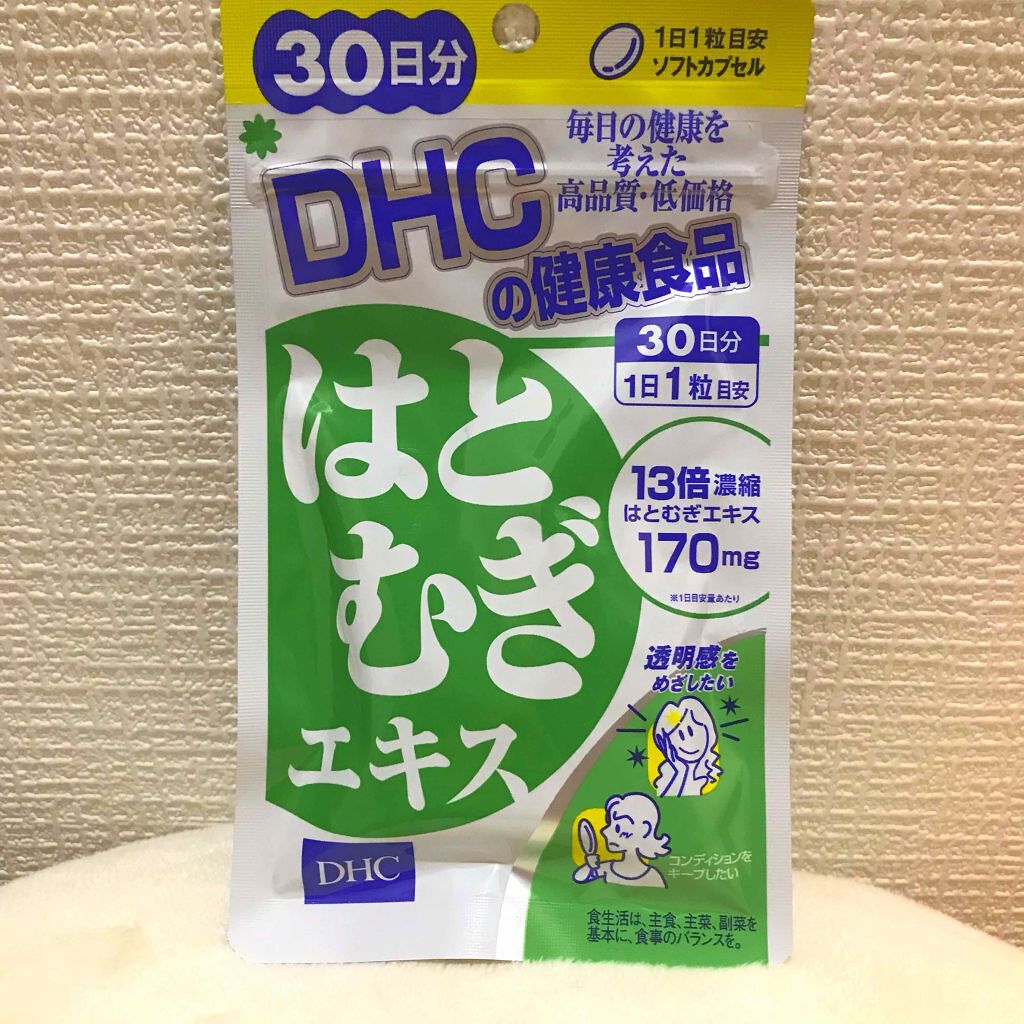 30日分
1日1粒目安
ソフトカプセル
毎日の健康を
考えた
高品質・低価格
DHC
の健康食品
30日分
1日1粒目安
はと
むぎ
エキス
13倍濃縮
はとむぎエキス
170mg
※1日目安量あたり
透明感を
めざしたい
コンディションを
キープしたい
DHC
食生活は、主食、主菜、副菜を
基本に、食事のバランスを。